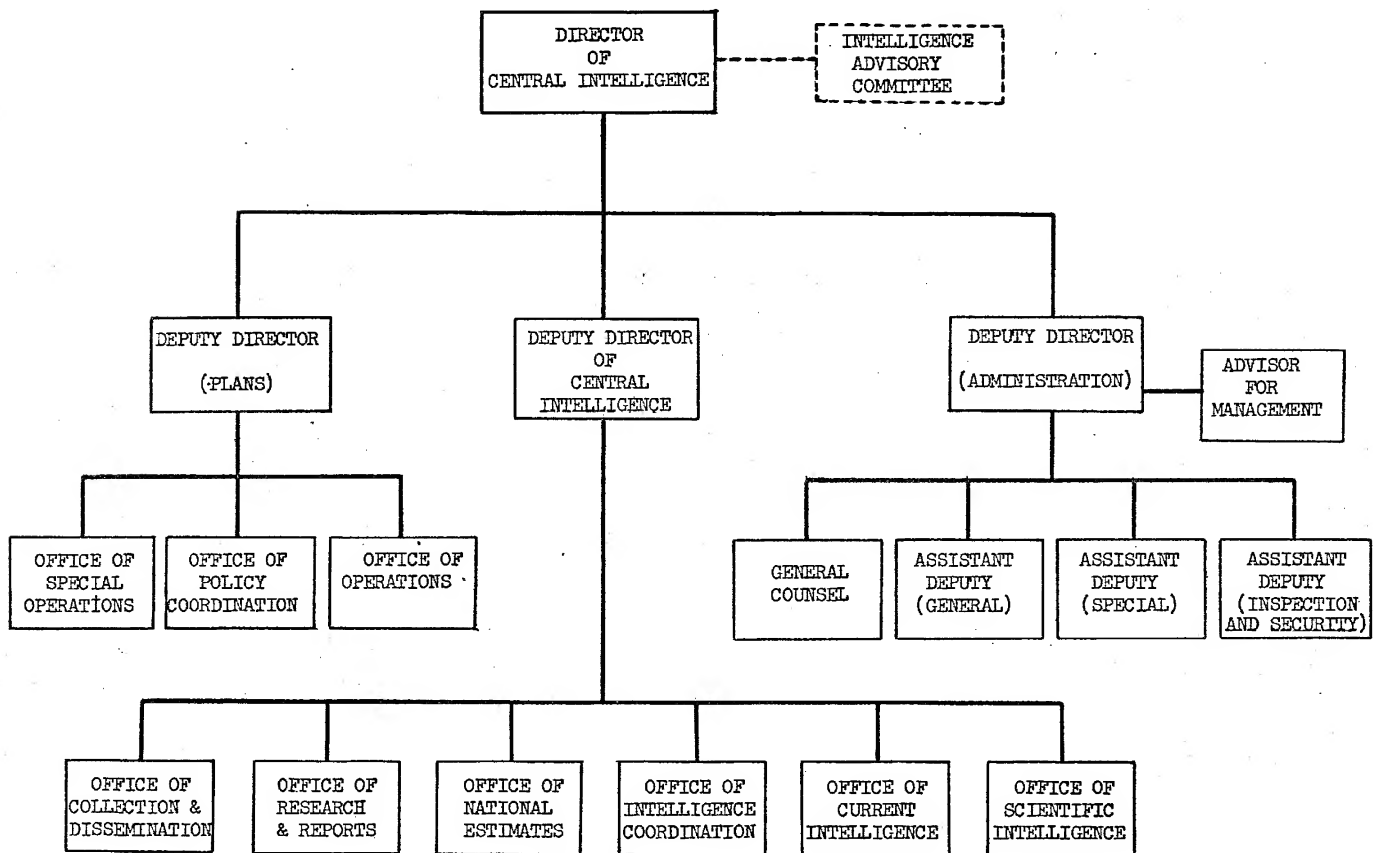 DIRECTOR
OF
CENTRAL INTELLIGENCE
INTELLIGENCE
ADVISORY
COMMITTEE
DEPUTY DIRECTOR
(PLANS)
DEPUTY DIRECTOR
OF
CENTRAL
INTELLIGENCE
DEPUTY DIRECTOR
(ADMINISTRATION)
ADVISOR
FOR
MANAGEMENT
OFFICE OF
SPECIAL
OPERATIONS
OFFICE OF
POLICY
COORDINATION
OFFICE OF
OPERATIONS
GENERAL
COUNSEL
ASSISTANT
DEPUTY
(GENERAL)
ASSISTANT
DEPUTY
(SPECIAL)
ASSISTANT
DEPUTY
(INSPECTION
AND SECURITY)
OFFICE OF
COLLECTION &
DISSEMINATION
OFFICE OF
RESEARCH
& REPORTS
OFFICE OF
NATIONAL
ESTIMATES
OFFICE OF
INTELLIGENCE
COORDINATION
OFFICE OF
CURRENT
INTELLIGENCE
OFFICE OF
SCIENTIFIC
INTELLIGENCE